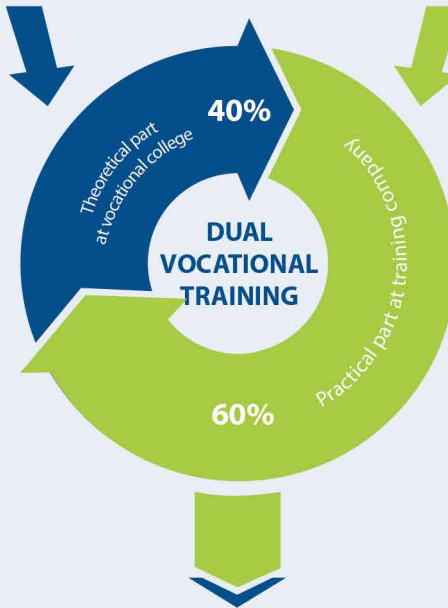 40%
Theoretical part
at vocational college
DUAL
VOCATIONAL
TRAINING
Practical part at training company
60%